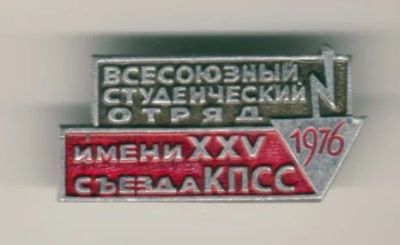 ВСЕСОЮЗНЫЙ
СТУДЕНЧЕСКИЙ
ОТРЯД
ИМЕНИ XXV
СЪЕЗДА КПСС
1976